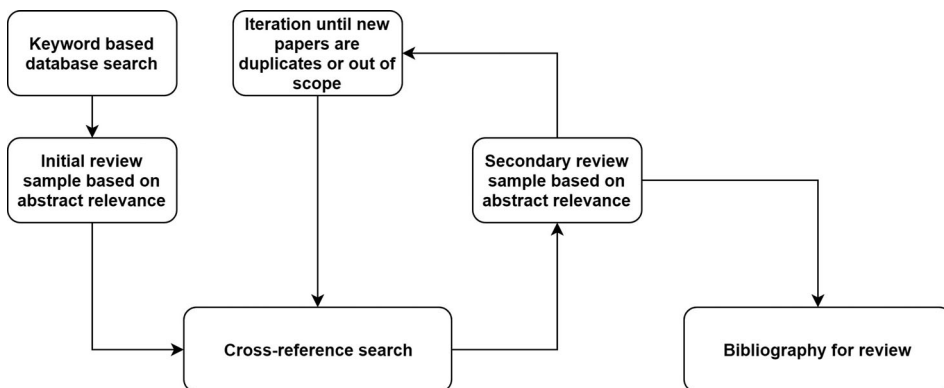 Keyword based
database search
Iteration until new
papers are
duplicates or out of
scope
Initial review
sample based on
abstract relevance
Secondary review
sample based on
abstract relevance
Cross-reference search
Bibliography for review